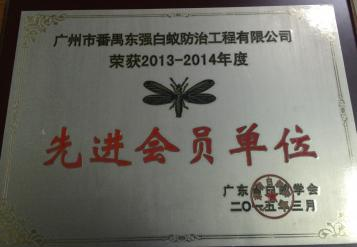 广州市番禺东强白蚁防治工程有限公司
荣获2013-2014年度
先进会员单位
广东省昆虫学会
二〇一五年三月